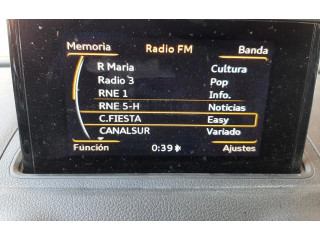 Memoria Radio FM Banda
R Maria Cultura
Radio 3 Pop
RNE 1 Info.
RNE 5-H Noticias
C.FIESTA Easy
CANALSUR Variado
Función 0:39 Ajustes